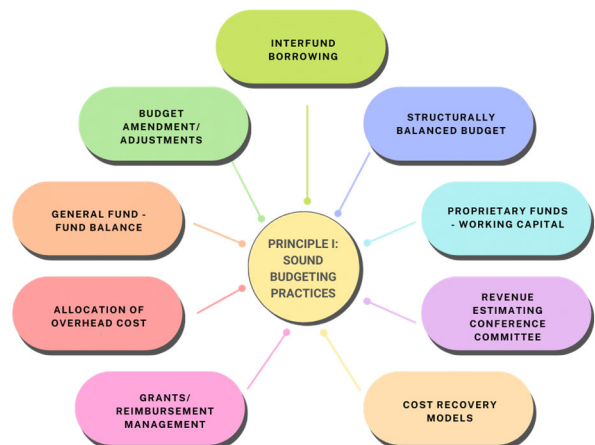 INTERFUND
BORROWING
BUDGET
AMENDMENT/
ADJUSTMENTS
STRUCTURALLY
BALANCED BUDGET
GENERAL FUND -
FUND BALANCE
PROPRIETARY FUNDS
- WORKING CAPITAL
PRINCIPLE I:
SOUND
BUDGETING
PRACTICES
ALLOCATION OF
OVERHEAD COST
REVENUE
ESTIMATING
CONFERENCE
COMMITTEE
GRANTS/
REIMBURSEMENT
MANAGEMENT
COST RECOVERY
MODELS